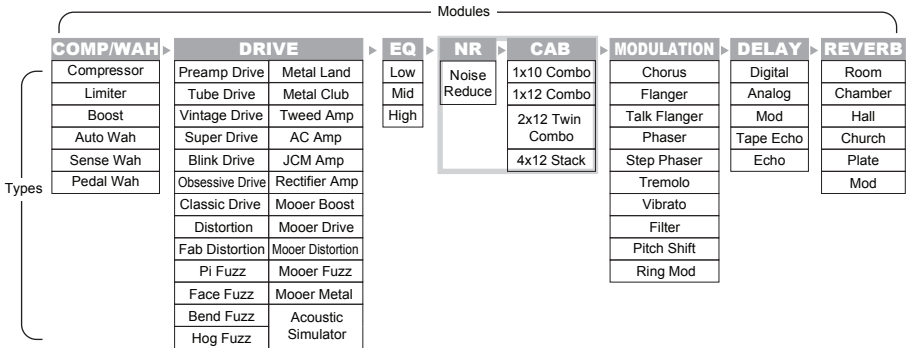 Modules
COMP/WAH DRIVE EQ NR CAB MODULATION DELAY REVERB
Types
Compressor
Limiter
Boost
Auto Wah
Sense Wah
Pedal Wah
Preamp Drive
Tube Drive
Vintage Drive
Super Drive
Blink Drive
Obsessive Drive
Classic Drive
Distortion
Fab Distortion
Pi Fuzz
Face Fuzz
Bend Fuzz
Hog Fuzz
Metal Land
Metal Club
Tweed Amp
AC Amp
JCM Amp
Rectifier Amp
Mooer Boost
Mooer Drive
Mooer Distortion
Mooer Fuzz
Mooer Metal
Acoustic
Simulator
Low
Mid
High
Noise
Reduce
1x10 Combo
1x12 Combo
2x12 Twin
Combo
4x12 Stack
Chorus
Flanger
Talk Flanger
Phaser
Step Phaser
Tremolo
Vibrato
Filter
Pitch Shift
Ring Mod
Digital
Analog
Mod
Tape Echo
Echo
Room
Chamber
Hall
Church
Plate
Mod